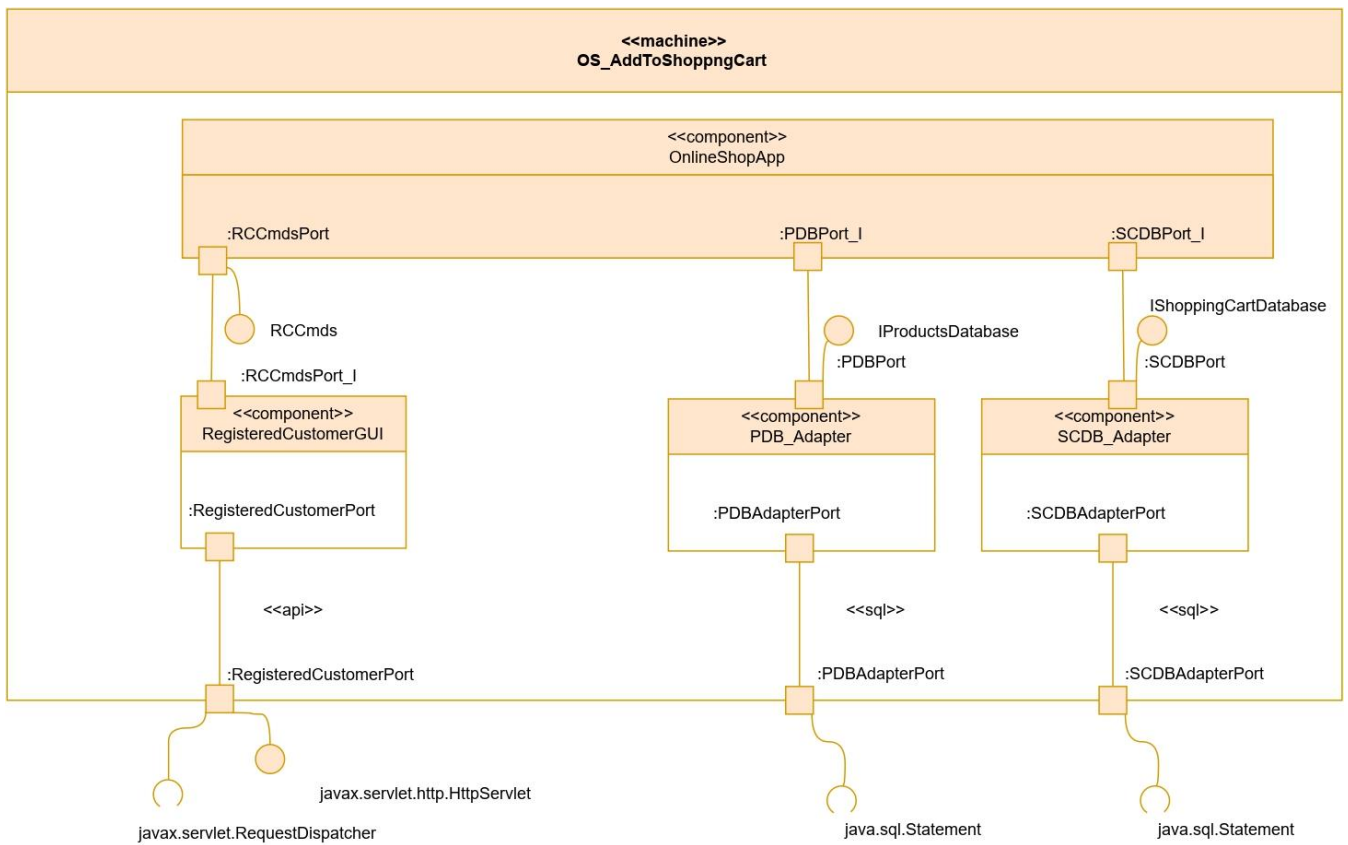 <<machine>>
OS_AddToShoppngCart
<<component>>
OnlineShopApp
:RCCmdsPort
:PDBPort_I
:SCDBPort_I
RCCmds
IProductsDatabase
IShoppingCartDatabase
:RCCmdsPort_I
:PDBPort
:SCDBPort
<<component>>
RegisteredCustomerGUI
<<component>>
PDB_Adapter
<<component>>
SCDB_Adapter
:RegisteredCustomerPort
:PDBAdapterPort
:SCDBAdapterPort
<<api>>
<<sql>>
<<sql>>
:RegisteredCustomerPort
:PDBAdapterPort
:SCDBAdapterPort
javax.servlet.http.HttpServlet
javax.servlet.RequestDispatcher
java.sql.Statement
java.sql.Statement